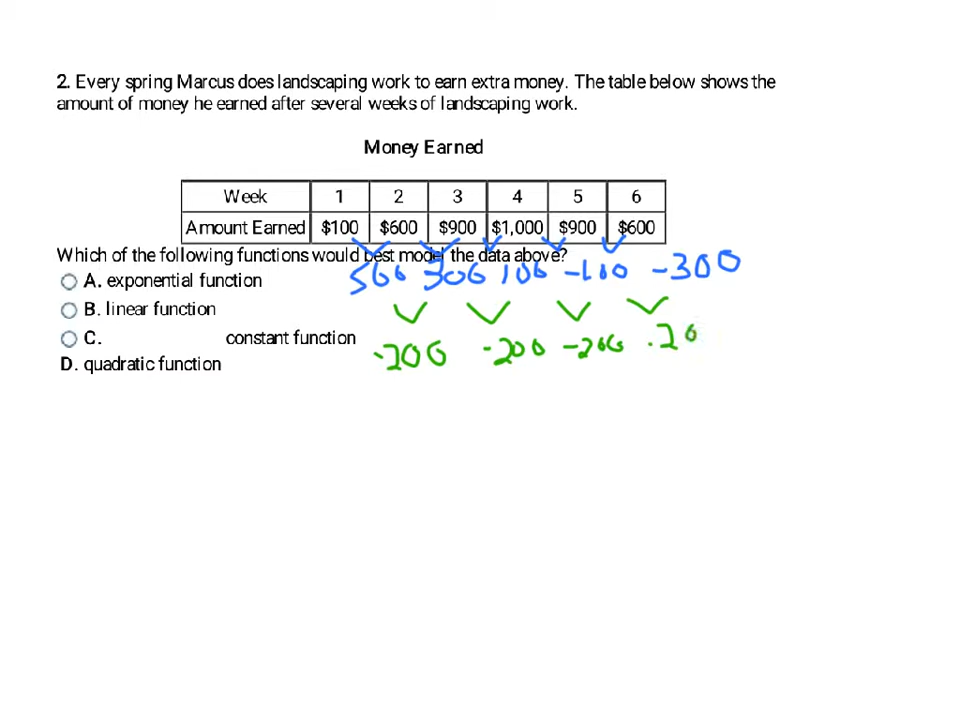 2. Every spring Marcus does landscaping work to earn extra money. The table below shows the
amount of money he earned after several weeks of landscaping work.
Money Earned
Week 1 2 3 4 5 6
Amount Earned $100 $600 $900 $1,000 $900 $600
Which of the following functions would best model the data above?
500 300 100 -100 -300
A. exponential function
B. linear function
C. constant function
-200 -200 -200 -20
D. quadratic function